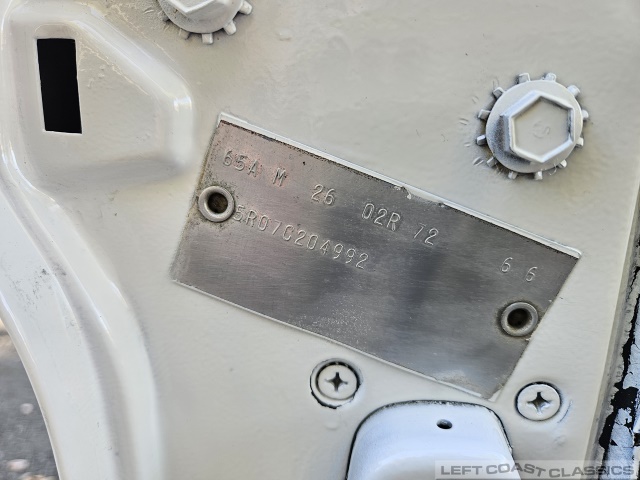 65A M 26 02R 72 6 6
5R07C204992
LEFT COAST CLASSICS